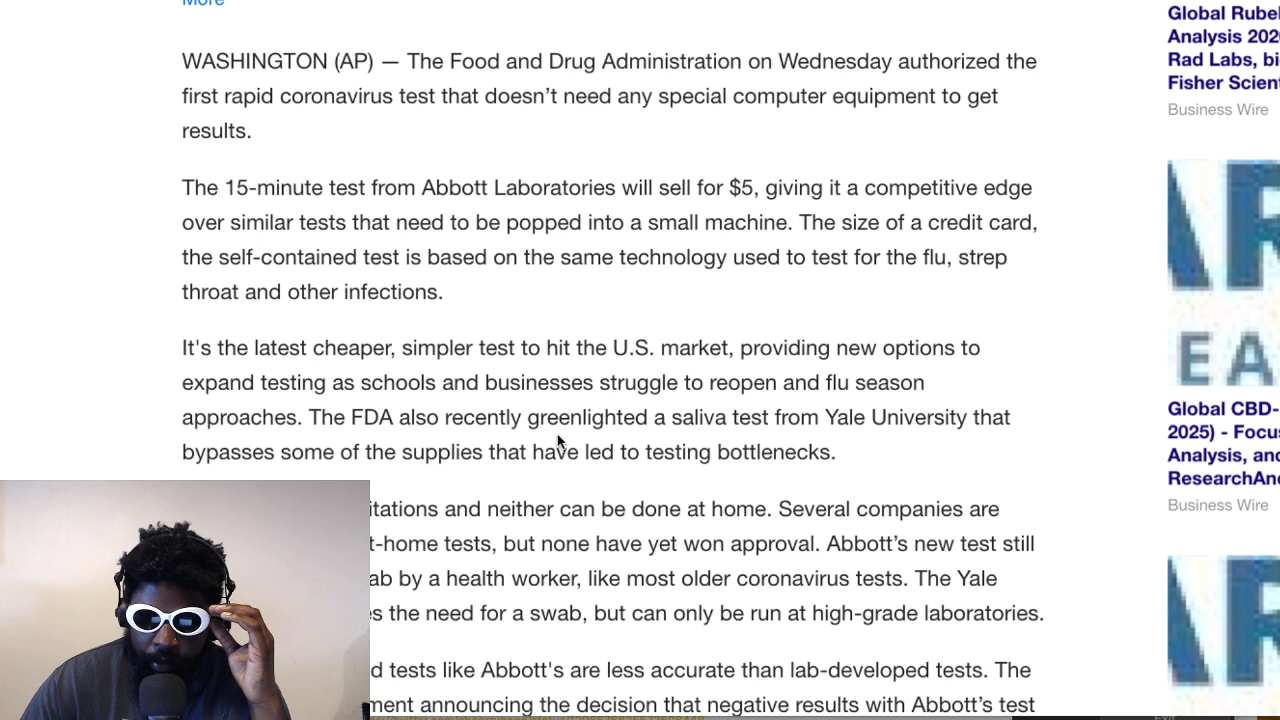 More
WASHINGTON (AP) — The Food and Drug Administration on Wednesday authorized the
first rapid coronavirus test that doesn’t need any special computer equipment to get
results.
The 15-minute test from Abbott Laboratories will sell for $5, giving it a competitive edge
over similar tests that need to be popped into a small machine. The size of a credit card,
the self-contained test is based on the same technology used to test for the flu, strep
throat and other infections.
It's the latest cheaper, simpler test to hit the U.S. market, providing new options to
expand testing as schools and businesses struggle to reopen and flu season
approaches. The FDA also recently greenlighted a saliva test from Yale University that
bypasses some of the supplies that have led to testing bottlenecks.
itations and neither can be done at home. Several companies are
t-home tests, but none have yet won approval. Abbott’s new test still
ab by a health worker, like most older coronavirus tests. The Yale
es the need for a swab, but can only be run at high-grade laboratories.
d tests like Abbott's are less accurate than lab-developed tests. The
ment announcing the decision that negative results with Abbott’s test
Global Rubel
Analysis 202
Rad Labs, bi
Fisher Scien
Business Wire
AR
EA
Global CBD-
2025) - Focu
Analysis, and
ResearchAn
Business Wire
AR